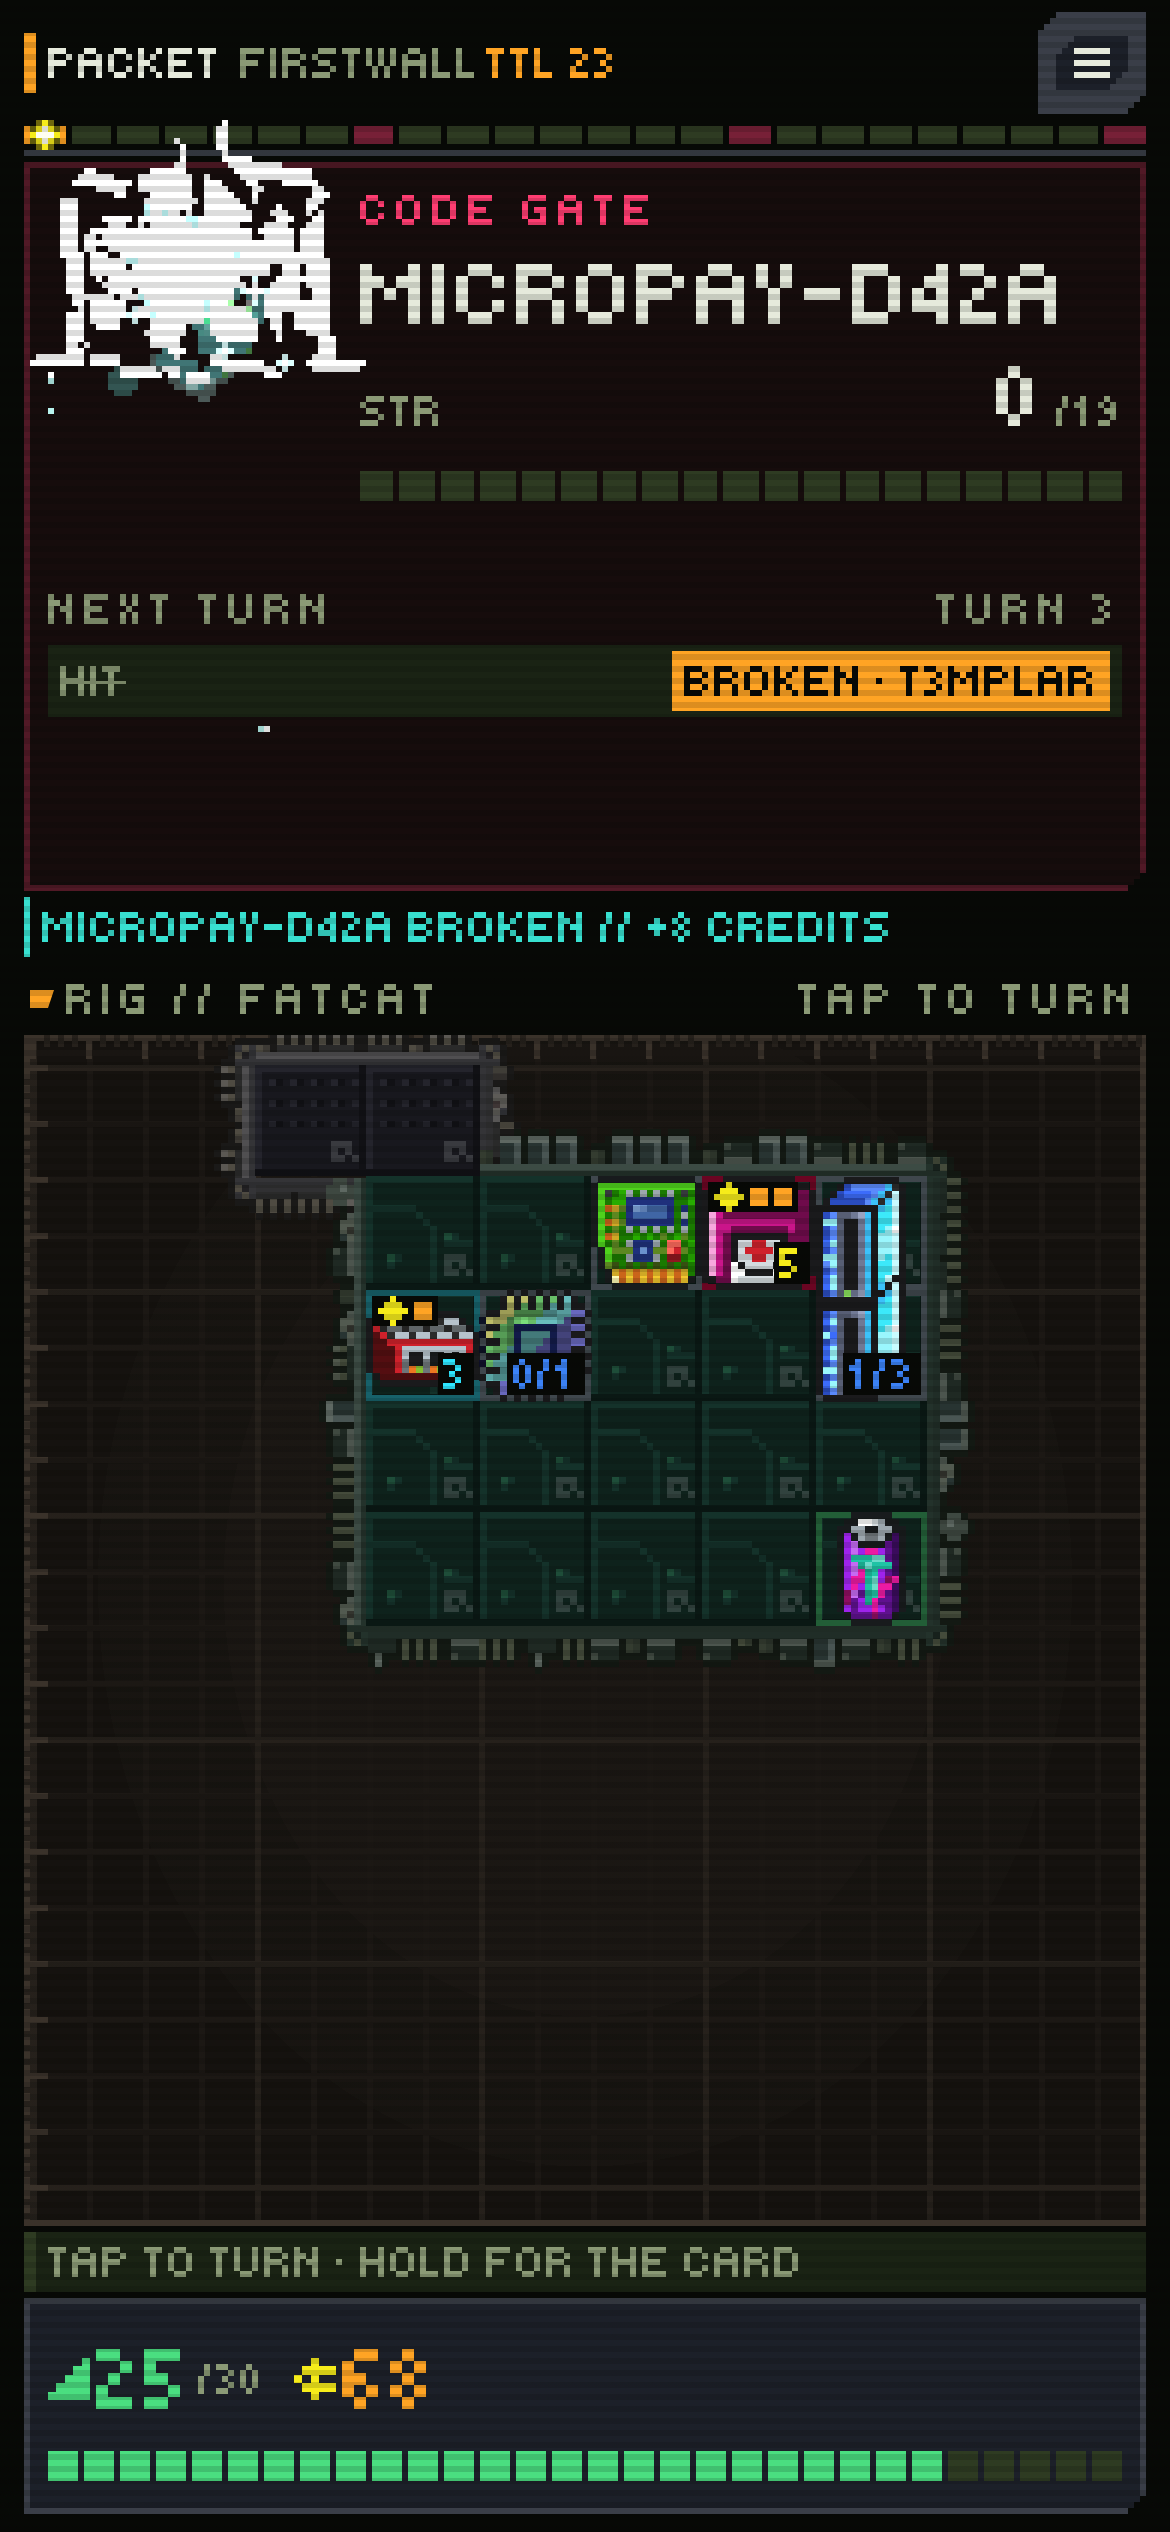 PACKET FIRSTWALL TTL 23
CODE GATE
MICROPAY-D42A
STR 0 /19
NEXT TURN TURN 3
HIT BROKEN · T3MPLAR
MICROPAY-D42A BROKEN // +8 CREDITS
RIG // FATCAT TAP TO TURN
5
3 0/1 1/3
TAP TO TURN · HOLD FOR THE CARD
25 /30 68